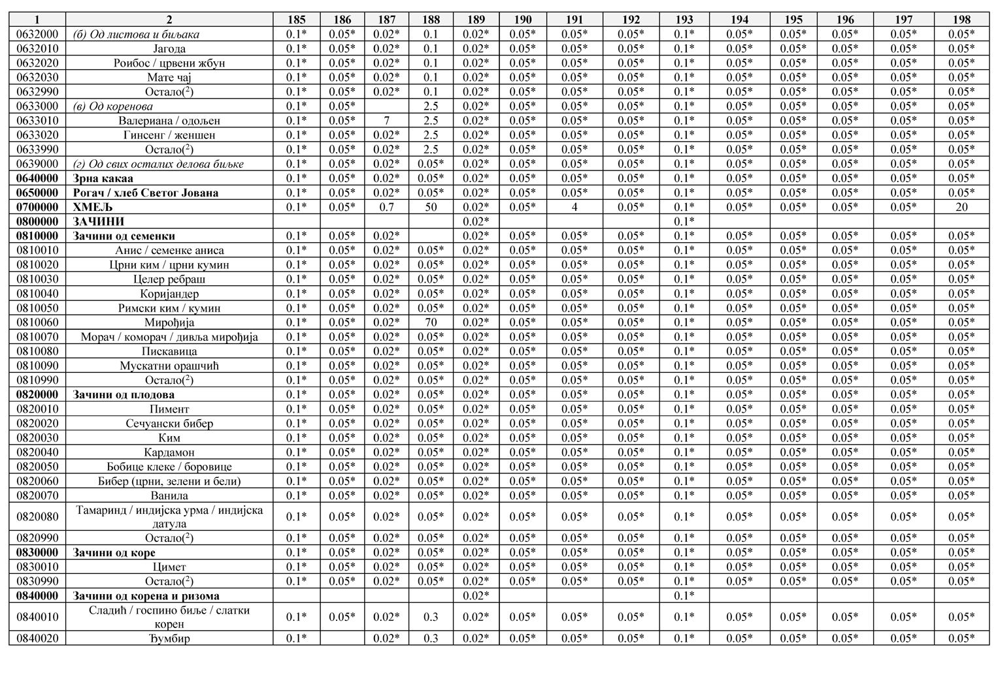 1 2 185 186 187 188 189 190 191 192 193 194 195 196 197 198
0632000 (б) Од листова и биљака 0.1* 0.05* 0.02* 0.1 0.02* 0.05* 0.05* 0.05* 0.1* 0.05* 0.05* 0.05* 0.05* 0.05*
0632010 Јагода 0.1* 0.05* 0.02* 0.1 0.02* 0.05* 0.05* 0.05* 0.1* 0.05* 0.05* 0.05* 0.05* 0.05*
0632020 Роибос / црвени жбун 0.1* 0.05* 0.02* 0.1 0.02* 0.05* 0.05* 0.05* 0.1* 0.05* 0.05* 0.05* 0.05* 0.05*
0632030 Мате чај 0.1* 0.05* 0.02* 0.1 0.02* 0.05* 0.05* 0.05* 0.1* 0.05* 0.05* 0.05* 0.05* 0.05*
0632990 Остало(²) 0.1* 0.05* 0.02* 0.1 0.02* 0.05* 0.05* 0.05* 0.1* 0.05* 0.05* 0.05* 0.05* 0.05*
0633000 (в) Од коренова 0.1* 0.05* 2.5 0.02* 0.05* 0.05* 0.05* 0.1* 0.05* 0.05* 0.05* 0.05* 0.05*
0633010 Валериана / одољен 0.1* 0.05* 7 2.5 0.02* 0.05* 0.05* 0.05* 0.1* 0.05* 0.05* 0.05* 0.05* 0.05*
0633020 Гинсенг / женшен 0.1* 0.05* 0.02* 2.5 0.02* 0.05* 0.05* 0.05* 0.1* 0.05* 0.05* 0.05* 0.05* 0.05*
0633990 Остало(²) 0.1* 0.05* 0.02* 2.5 0.02* 0.05* 0.05* 0.05* 0.1* 0.05* 0.05* 0.05* 0.05* 0.05*
0639000 (г) Од свих осталих делова биљке 0.1* 0.05* 0.02* 0.05* 0.02* 0.05* 0.05* 0.05* 0.1* 0.05* 0.05* 0.05* 0.05* 0.05*
0640000 Зрна какаа 0.1* 0.05* 0.02* 0.05* 0.02* 0.05* 0.05* 0.05* 0.1* 0.05* 0.05* 0.05* 0.05* 0.05*
0650000 Рогач / хлеб Светог Јована 0.1* 0.05* 0.02* 0.05* 0.02* 0.05* 0.05* 0.05* 0.1* 0.05* 0.05* 0.05* 0.05* 0.05*
0700000 ХМЕЉ 0.1* 0.05* 0.7 50 0.02* 0.05* 4 0.05* 0.1* 0.05* 0.05* 0.05* 0.05* 20
0800000 ЗАЧИНИ 0.02* 0.1*
0810000 Зачини од семенки 0.1* 0.05* 0.02* 0.02* 0.05* 0.05* 0.05* 0.1* 0.05* 0.05* 0.05* 0.05* 0.05*
0810010 Анис / семенке аниса 0.1* 0.05* 0.02* 0.05* 0.02* 0.05* 0.05* 0.05* 0.1* 0.05* 0.05* 0.05* 0.05* 0.05*
0810020 Црни ким / црни кумин 0.1* 0.05* 0.02* 0.05* 0.02* 0.05* 0.05* 0.05* 0.1* 0.05* 0.05* 0.05* 0.05* 0.05*
0810030 Целер ребраш 0.1* 0.05* 0.02* 0.05* 0.02* 0.05* 0.05* 0.05* 0.1* 0.05* 0.05* 0.05* 0.05* 0.05*
0810040 Коријандер 0.1* 0.05* 0.02* 0.05* 0.02* 0.05* 0.05* 0.05* 0.1* 0.05* 0.05* 0.05* 0.05* 0.05*
0810050 Римски ким / кумин 0.1* 0.05* 0.02* 0.05* 0.02* 0.05* 0.05* 0.05* 0.1* 0.05* 0.05* 0.05* 0.05* 0.05*
0810060 Мирођија 0.1* 0.05* 0.02* 70 0.02* 0.05* 0.05* 0.05* 0.1* 0.05* 0.05* 0.05* 0.05* 0.05*
0810070 Морач / коморач / дивља мирођија 0.1* 0.05* 0.02* 0.05* 0.02* 0.05* 0.05* 0.05* 0.1* 0.05* 0.05* 0.05* 0.05* 0.05*
0810080 Пискавица 0.1* 0.05* 0.02* 0.05* 0.02* 0.05* 0.05* 0.05* 0.1* 0.05* 0.05* 0.05* 0.05* 0.05*
0810090 Мускатни орашчић 0.1* 0.05* 0.02* 0.05* 0.02* 0.05* 0.05* 0.05* 0.1* 0.05* 0.05* 0.05* 0.05* 0.05*
0810990 Остало(²) 0.1* 0.05* 0.02* 0.05* 0.02* 0.05* 0.05* 0.05* 0.1* 0.05* 0.05* 0.05* 0.05* 0.05*
0820000 Зачини од плодова 0.1* 0.05* 0.02* 0.05* 0.02* 0.05* 0.05* 0.05* 0.1* 0.05* 0.05* 0.05* 0.05* 0.05*
0820010 Пимент 0.1* 0.05* 0.02* 0.05* 0.02* 0.05* 0.05* 0.05* 0.1* 0.05* 0.05* 0.05* 0.05* 0.05*
0820020 Сечуански бибер 0.1* 0.05* 0.02* 0.05* 0.02* 0.05* 0.05* 0.05* 0.1* 0.05* 0.05* 0.05* 0.05* 0.05*
0820030 Ким 0.1* 0.05* 0.02* 0.05* 0.02* 0.05* 0.05* 0.05* 0.1* 0.05* 0.05* 0.05* 0.05* 0.05*
0820040 Кардамон 0.1* 0.05* 0.02* 0.05* 0.02* 0.05* 0.05* 0.05* 0.1* 0.05* 0.05* 0.05* 0.05* 0.05*
0820050 Бобице клеке / боровице 0.1* 0.05* 0.02* 0.05* 0.02* 0.05* 0.05* 0.05* 0.1* 0.05* 0.05* 0.05* 0.05* 0.05*
0820060 Бибер (црни, зелени и бели) 0.1* 0.05* 0.02* 0.05* 0.02* 0.05* 0.05* 0.05* 0.1* 0.05* 0.05* 0.05* 0.05* 0.05*
0820070 Ванила 0.1* 0.05* 0.02* 0.05* 0.02* 0.05* 0.05* 0.05* 0.1* 0.05* 0.05* 0.05* 0.05* 0.05*
Тамаринд / индијска урма / индијска
0820080 0.1* 0.05* 0.02* 0.05* 0.02* 0.05* 0.05* 0.05* 0.1* 0.05* 0.05* 0.05* 0.05* 0.05*
датула
0820990 Остало(²) 0.1* 0.05* 0.02* 0.05* 0.02* 0.05* 0.05* 0.05* 0.1* 0.05* 0.05* 0.05* 0.05* 0.05*
0830000 Зачини од коре 0.1* 0.05* 0.02* 0.05* 0.02* 0.05* 0.05* 0.05* 0.1* 0.05* 0.05* 0.05* 0.05* 0.05*
0830010 Цимет 0.1* 0.05* 0.02* 0.05* 0.02* 0.05* 0.05* 0.05* 0.1* 0.05* 0.05* 0.05* 0.05* 0.05*
0830990 Остало(²) 0.1* 0.05* 0.02* 0.05* 0.02* 0.05* 0.05* 0.05* 0.1* 0.05* 0.05* 0.05* 0.05* 0.05*
0840000 Зачини од корена и ризома 0.02* 0.1*
Сладић / госпино биље / слатки
0840010 0.1* 0.05* 0.02* 0.3 0.02* 0.05* 0.05* 0.05* 0.1* 0.05* 0.05* 0.05* 0.05* 0.05*
корен
0840020 Ђумбир 0.1* 0.02* 0.3 0.02* 0.05* 0.05* 0.05* 0.1* 0.05* 0.05* 0.05* 0.05* 0.05*